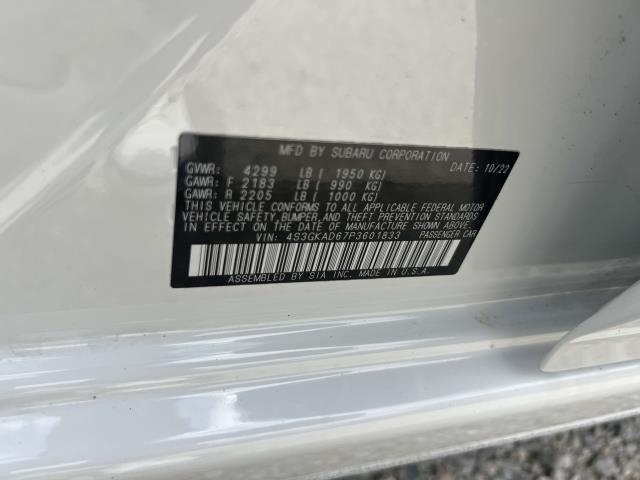 MFD BY SUBARU CORPORATION DATE: 10/22
GVWR: 4299 LB ( 1950 KG)
GAWR: F 2183 LB ( 990 KG)
GAWR: R 2205 LB ( 1000 KG)
THIS VEHICLE CONFORMS TO ALL APPLICABLE FEDERAL MOTOR
VEHICLE SAFETY, BUMPER, AND THEFT PREVENTION STANDARDS
IN EFFECT ON THE DATE OF MANUFACTURE SHOWN ABOVE.
VIN: 4S3GKAD67P3601833 PASSENGER CAR
ASSEMBLED BY SIA INC. MADE IN U.S.A.